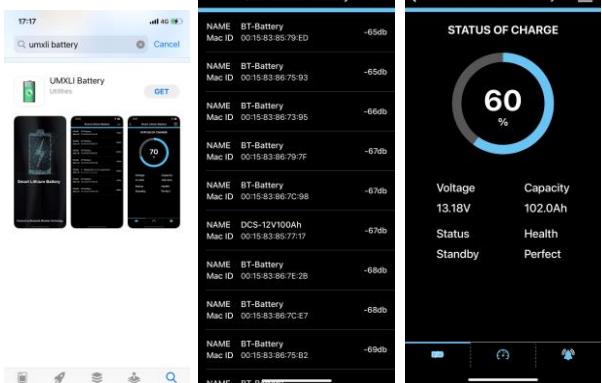 17:17
4G
umxli battery
Cancel
UMXLI Battery
Utilities
GET
Smart Lithium Battery
STATUS OF CHARGE
70
NAME BT-Battery
Mac ID 00:15:83:85:79:ED
-65db
NAME BT-Battery
Mac ID 00:15:83:86:75:93
-65db
NAME BT-Battery
Mac ID 00:15:83:86:73:95
-66db
NAME BT-Battery
Mac ID 00:15:83:86:79:7F
-67db
NAME BT-Battery
Mac ID 00:15:83:86:7C:98
-67db
NAME DCS-12V100Ah
Mac ID 00:15:83:85:77:17
-67db
NAME BT-Battery
Mac ID 00:15:83:86:7E:2B
-68db
NAME BT-Battery
Mac ID 00:15:83:86:7C:E7
-68db
NAME BT-Battery
Mac ID 00:15:83:86:75:B2
-69db
STATUS OF CHARGE
60
%
Voltage Capacity
13.18V 102.0Ah
Status Health
Standby Perfect